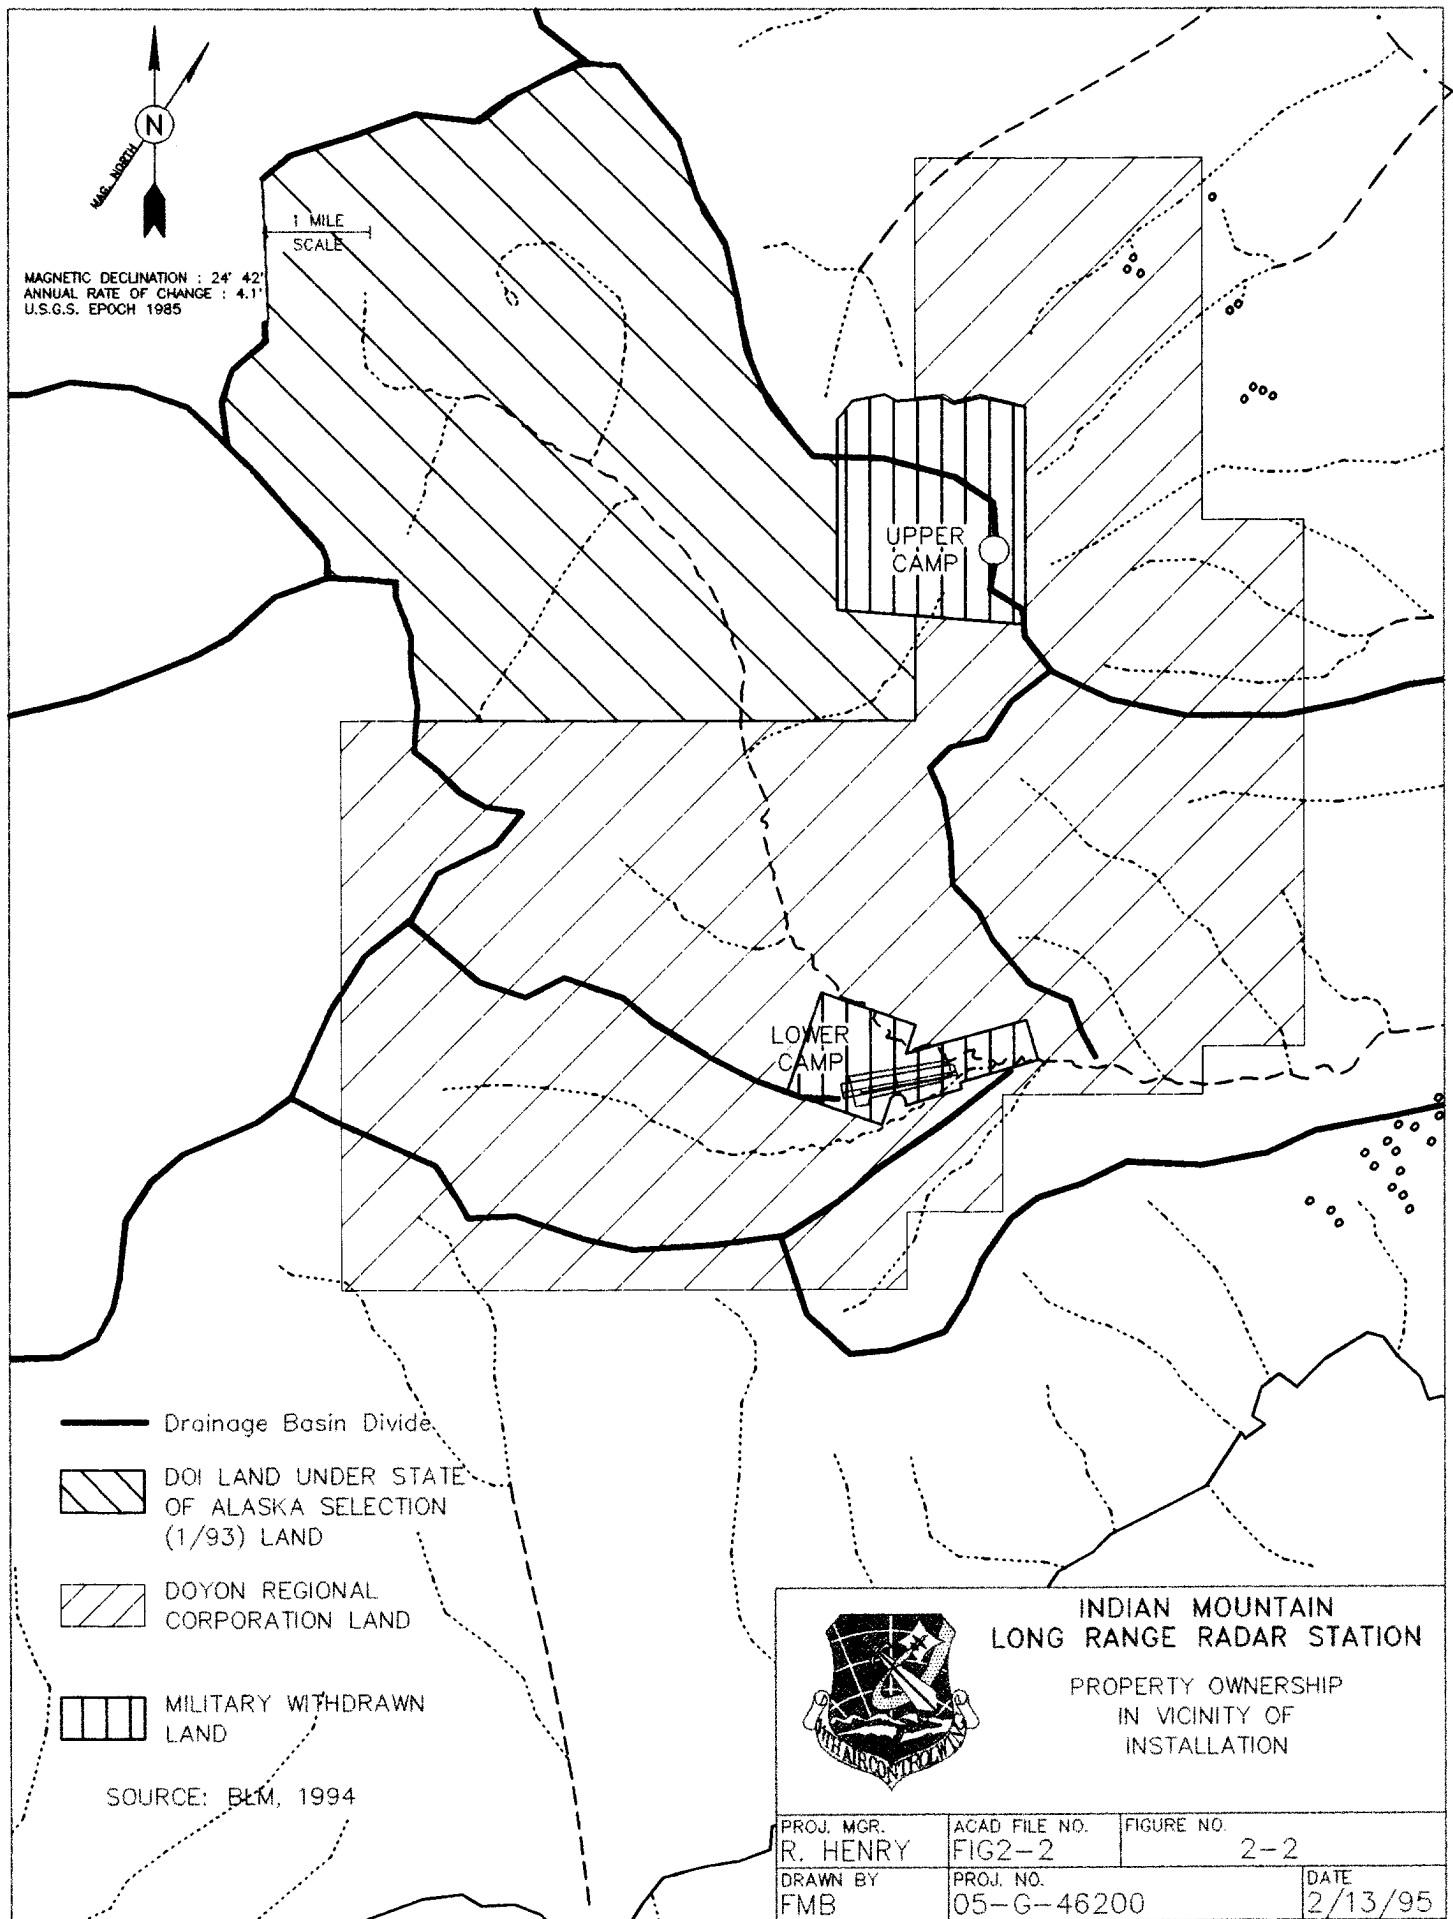 N
MAG. NORTH
1 MILE
SCALE
MAGNETIC DECLINATION : 24' 42'
ANNUAL RATE OF CHANGE : 4.1'
U.S.G.S. EPOCH 1985
UPPER
CAMP
LOWER
CAMP
Drainage Basin Divide
DOI LAND UNDER STATE
OF ALASKA SELECTION
(1/93) LAND
DOYON REGIONAL
CORPORATION LAND
MILITARY WITHDRAWN
LAND
SOURCE: BLM, 1994
INDIAN MOUNTAIN
LONG RANGE RADAR STATION
PROPERTY OWNERSHIP
IN VICINITY OF
INSTALLATION
TH AIR CONTROL WING
PROJ. MGR.
R. HENRY
ACAD FILE NO.
FIG2-2
FIGURE NO.
2-2
DRAWN BY
FMB
PROJ. NO.
05-G-46200
DATE
2/13/95